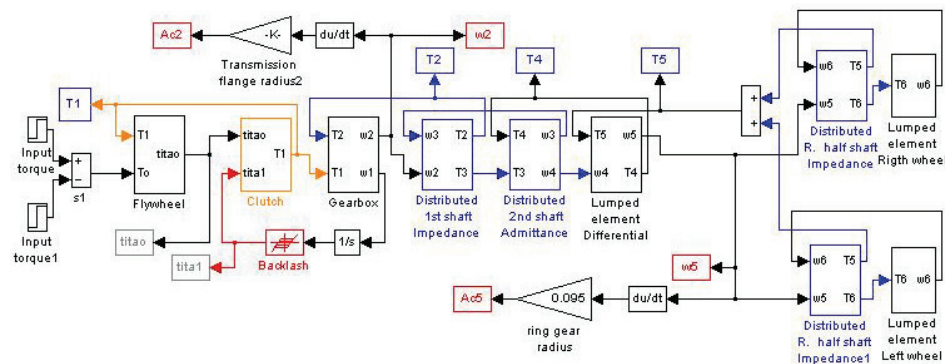 Ac2
-K-
du/dt
w2
Transmission
flange radius2
T1
T2
T4
T5
Input
torque
+
−
s1
Input
torque1
T1
To
titao
Flywheel
titao
tita1
T1
Clutch
T2
w2
T1
w1
Gearbox
w3
T2
w2
T3
Distributed
1st shaft
Impedance
T4
w3
T3
w4
Distributed
2nd shaft
Admittance
T5
w5
w4
T4
Lumped
element
Differential
+
+
w6
T5
w5
T6
Distributed
R. half shaft
Impedance
T6
w6
Lumped
element
Rigth wheel
titao
tita1
Backlash
1/s
Ac5
0.095
du/dt
w5
ring gear
radius
w6
T5
w5
T6
Distributed
R. half shaft
Impedance1
T6
w6
Lumped
element
Left wheel